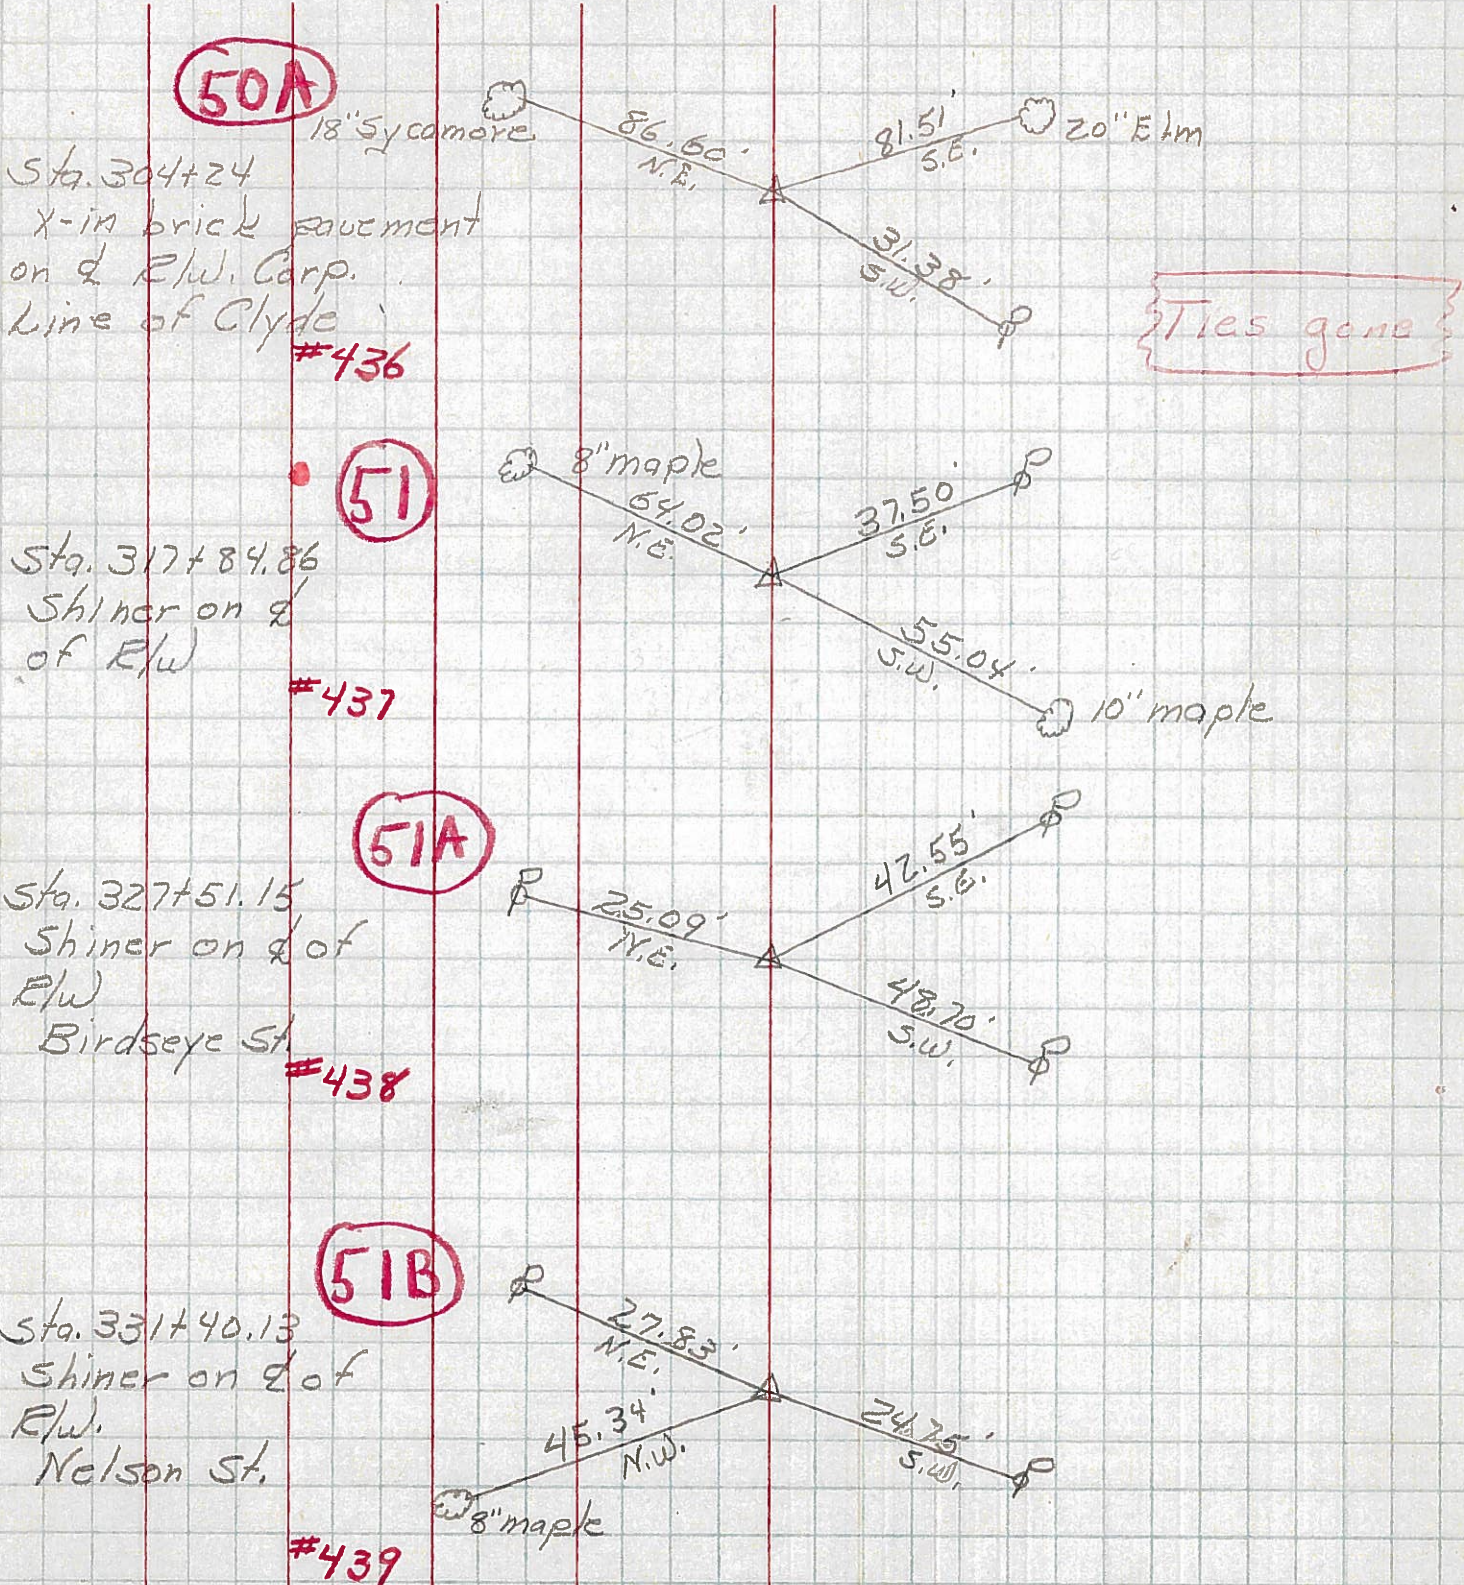 50A
18" Sycamore
86.60'
N.E.
81.51'
S.E.
20" Elm
Sta. 304+24
X-in brick pavement
on ℄ R/W. Corp.
Line of Clyde
31.38'
S.W.
Ties gone
#436
51
8" maple
64.02'
N.E.
37.50'
S.E.
Sta. 317+84.86
Shiner on ℄
of R/W
55.04'
S.W.
10" maple
#437
51A
42.55'
S.E.
25.09'
N.E.
Sta. 327+51.15
Shiner on ℄ of
R/W
Birdseye St.
48.70'
S.W.
#438
51B
27.83'
N.E.
Sta. 331+40.13
Shiner on ℄ of
R/W.
Nelson St.
45.34'
N.W.
24.75'
S.W.
8" maple
#439